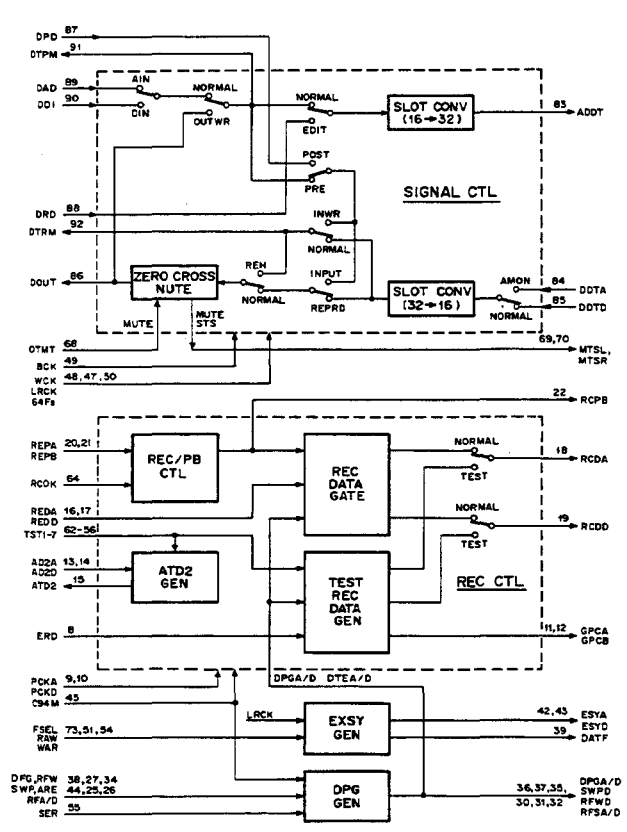 DPD 87
DTPM 91
DAD 89 AIN NORMAL
DDI 90 DIN OUTWR
NORMAL EDIT
SLOT CONV
(16→32)
83 ADDT
POST
PRE
SIGNAL CTL
DRD 88
DTRM 92
INWR
NORMAL
REH INPUT
NORMAL REPRD
DOUT 86
ZERO CROSS
NUTE
SLOT CONV
(32→16)
AMON 84 DDTA
NORMAL 85 DDTD
MUTE
MUTE
STS
OTMT 68
69,70 MTSL,
MTSR
BCK 49
WCK 48,47,50
LRCK
64Fs
22 RCPB
REPA 20,21
REPB
RCOK 64
REC/PB
CTL
REC
DATA
GATE
NORMAL
TEST
18 RCDA
REDA 16,17
REDD
NORMAL
TEST
19 RCDD
TST1-7 62-56
AD2A 13,14
AD2D
ATD2 15
ATD2
GEN
TEST
REC
DATA
GEN
REC CTL
ERD 8
11,12 GPCA
GPCB
PCKA 9,10
PCKD
C94M 45
DPGA/D DTEA/D
LRCK
EXSY
GEN
42,43 ESYA
ESYD
39 DATF
FSEL 73,51,54
RAW
WAR
DFG,RFW 38,27,34
SWP,ARE 44,25,26
RFA/D
SER 55
DPG
GEN
36,37,35,
30,31,32
DPGA/D
SWPD
RFWD
RFSA/D